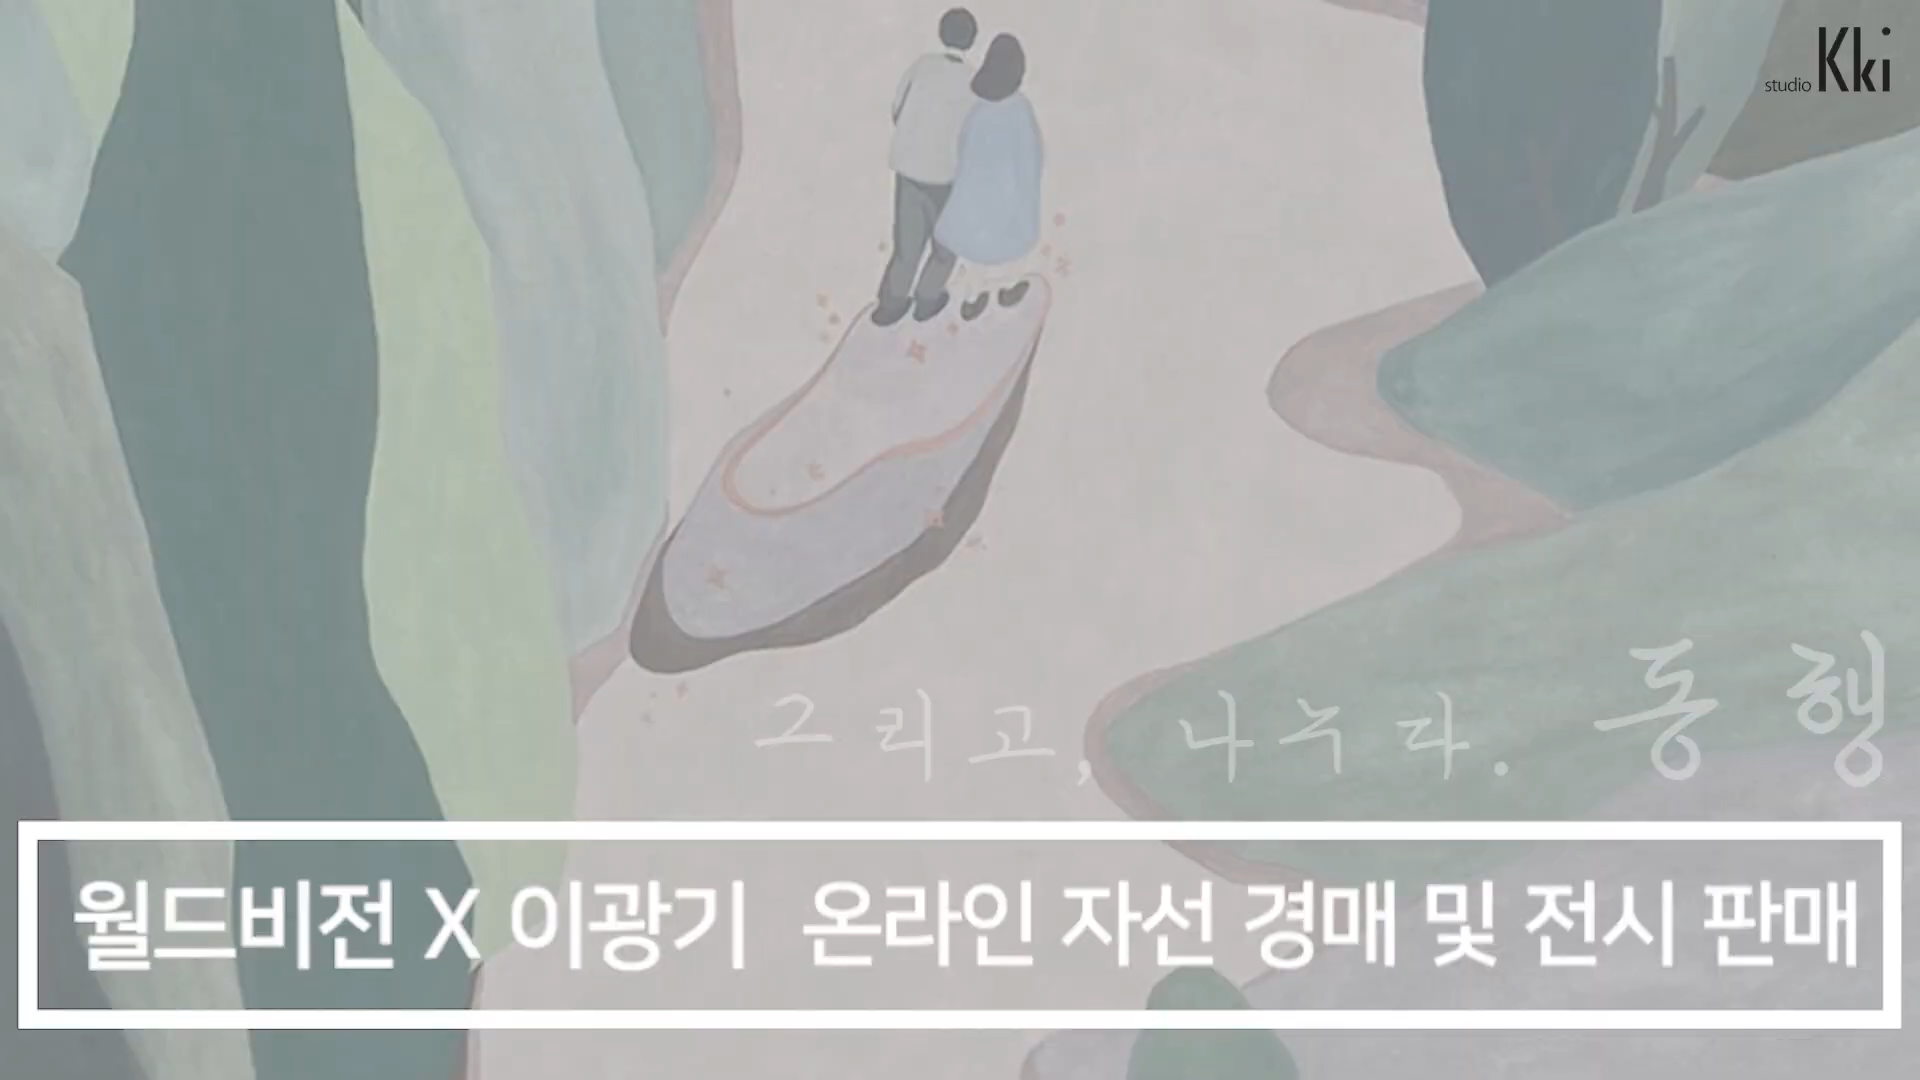 studio Kki
그리고, 나누다. 동행
월드비전 X 이광기 온라인 자선 경매 및 전시 판매